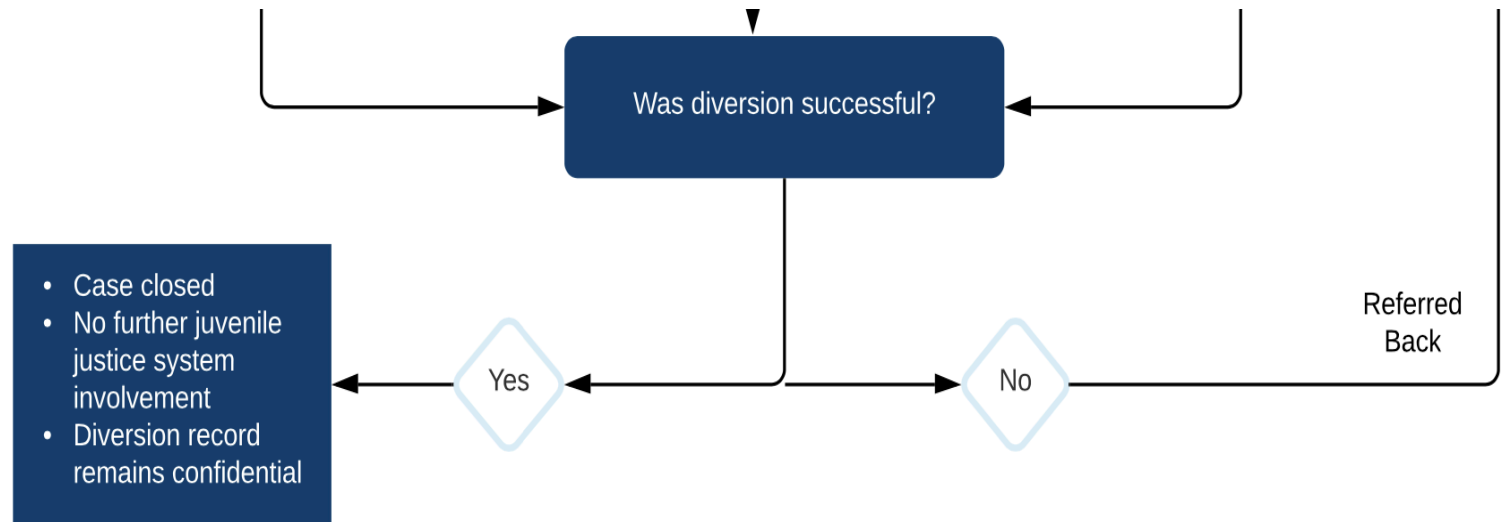 Was diversion successful?
• Case closed
• No further juvenile
justice system
involvement
• Diversion record
remains confidential
Yes
No
Referred
Back